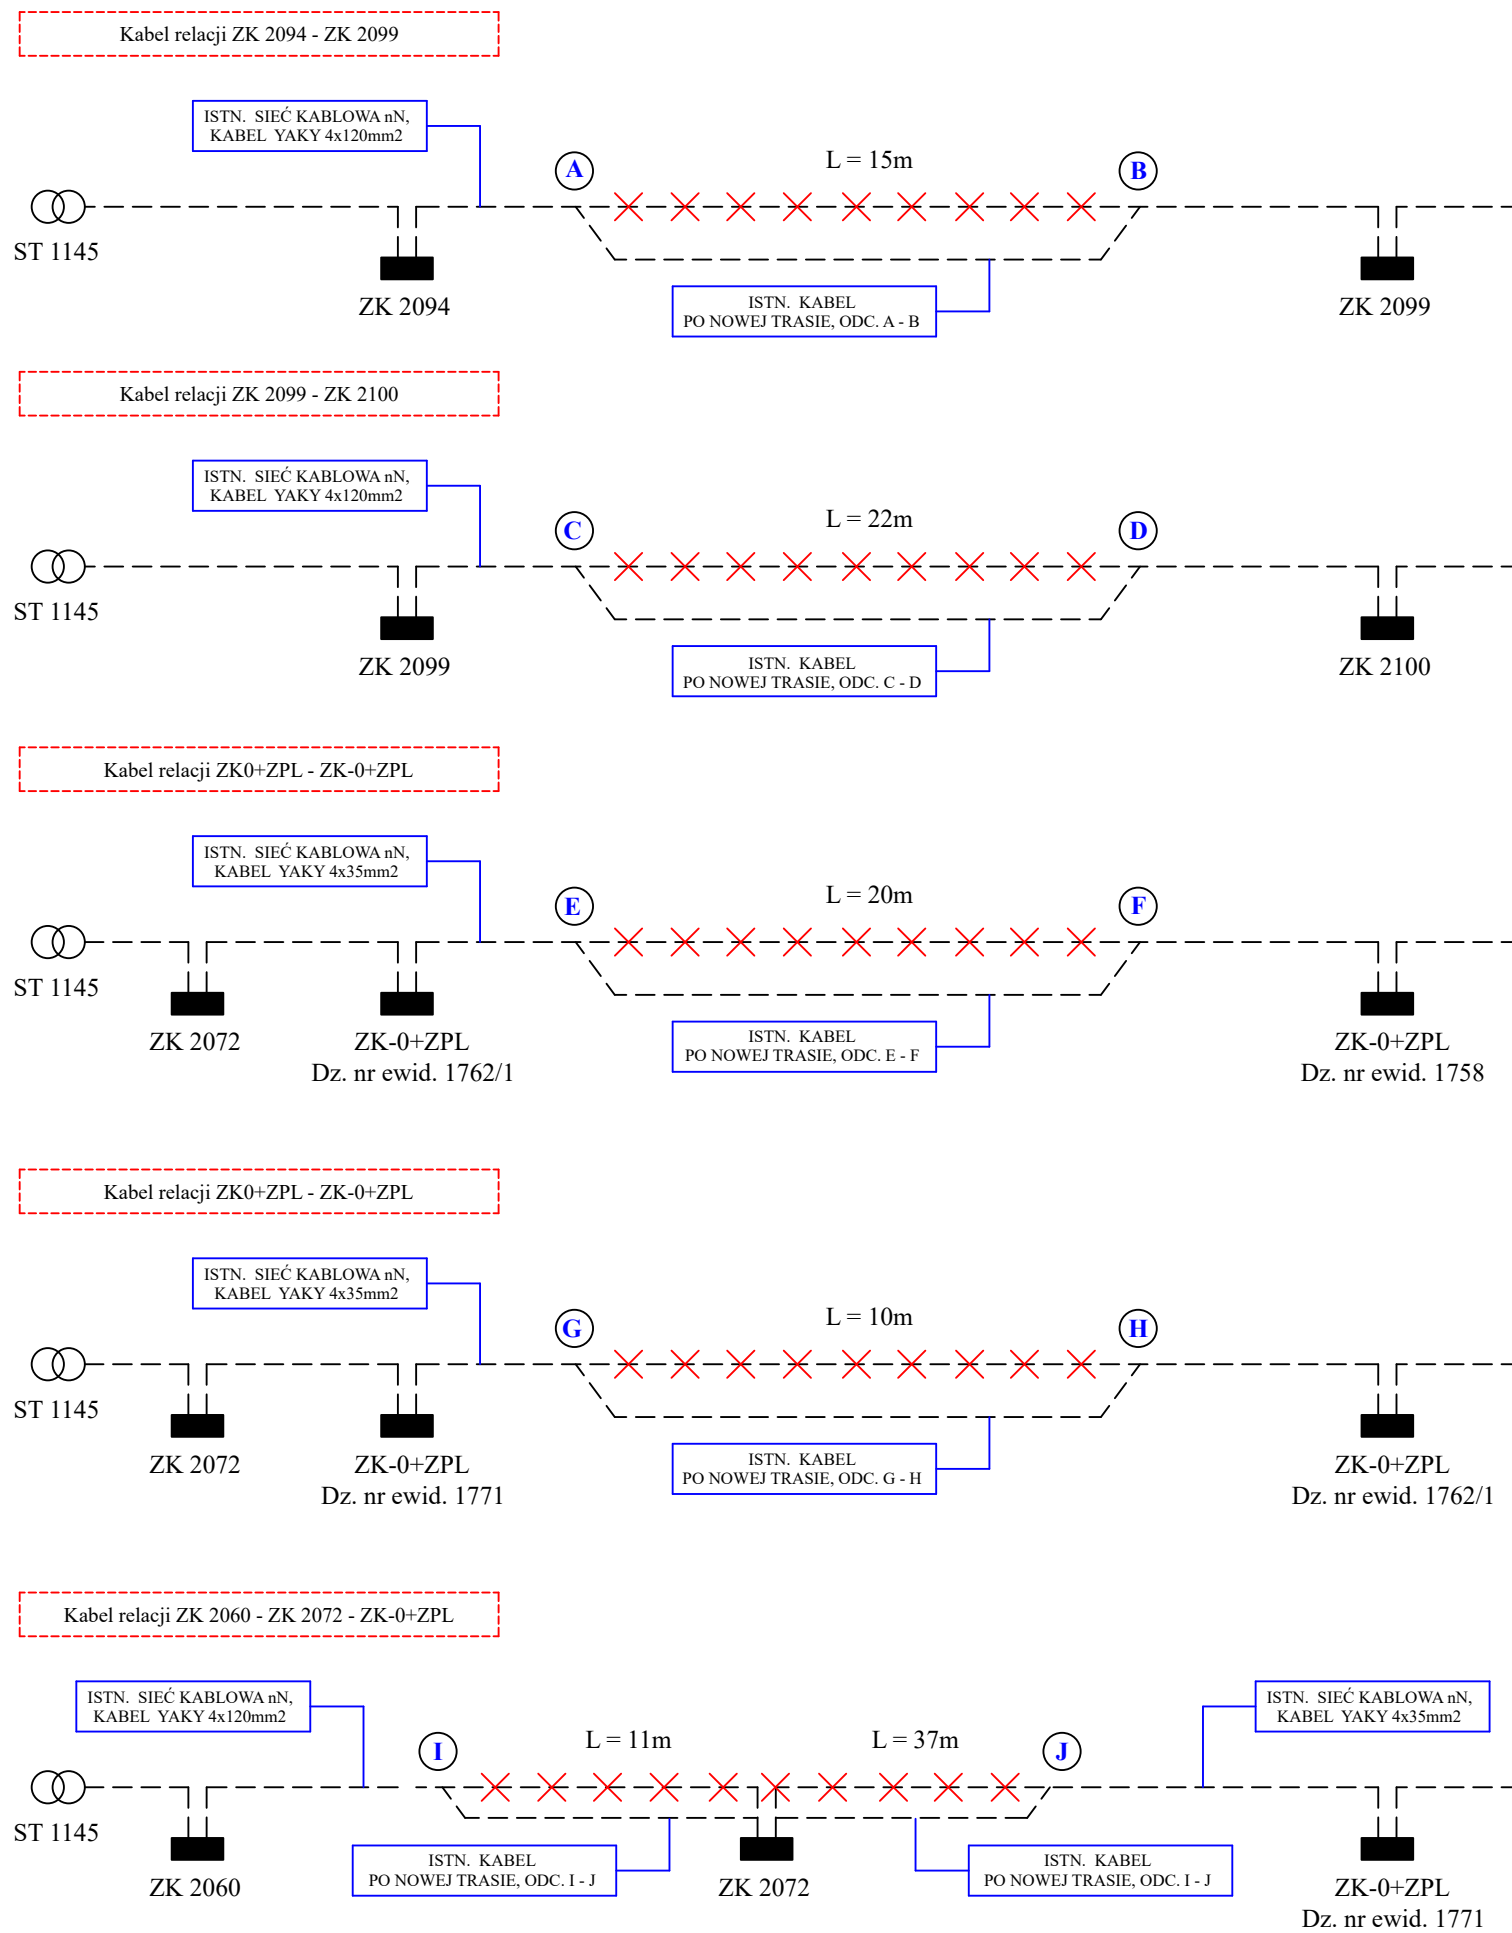 Kabel relacji ZK 2094 - ZK 2099
ISTN. SIEĆ KABLOWA nN,
KABEL YAKY 4x120mm2
A
L = 15m
B
ST 1145
ZK 2094
ISTN. KABEL
PO NOWEJ TRASIE, ODC. A - B
ZK 2099
Kabel relacji ZK 2099 - ZK 2100
ISTN. SIEĆ KABLOWA nN,
KABEL YAKY 4x120mm2
C
L = 22m
D
ST 1145
ZK 2099
ISTN. KABEL
PO NOWEJ TRASIE, ODC. C - D
ZK 2100
Kabel relacji ZK0+ZPL - ZK-0+ZPL
ISTN. SIEĆ KABLOWA nN,
KABEL YAKY 4x35mm2
E
L = 20m
F
ST 1145
ZK 2072
ZK-0+ZPL
Dz. nr ewid. 1762/1
ISTN. KABEL
PO NOWEJ TRASIE, ODC. E - F
ZK-0+ZPL
Dz. nr ewid. 1758
Kabel relacji ZK0+ZPL - ZK-0+ZPL
ISTN. SIEĆ KABLOWA nN,
KABEL YAKY 4x35mm2
G
L = 10m
H
ST 1145
ZK 2072
ZK-0+ZPL
Dz. nr ewid. 1771
ISTN. KABEL
PO NOWEJ TRASIE, ODC. G - H
ZK-0+ZPL
Dz. nr ewid. 1762/1
Kabel relacji ZK 2060 - ZK 2072 - ZK-0+ZPL
ISTN. SIEĆ KABLOWA nN,
KABEL YAKY 4x120mm2
I
L = 11m
L = 37m
J
ISTN. SIEĆ KABLOWA nN,
KABEL YAKY 4x35mm2
ST 1145
ZK 2060
ISTN. KABEL
PO NOWEJ TRASIE, ODC. I - J
ZK 2072
ISTN. KABEL
PO NOWEJ TRASIE, ODC. I - J
ZK-0+ZPL
Dz. nr ewid. 1771